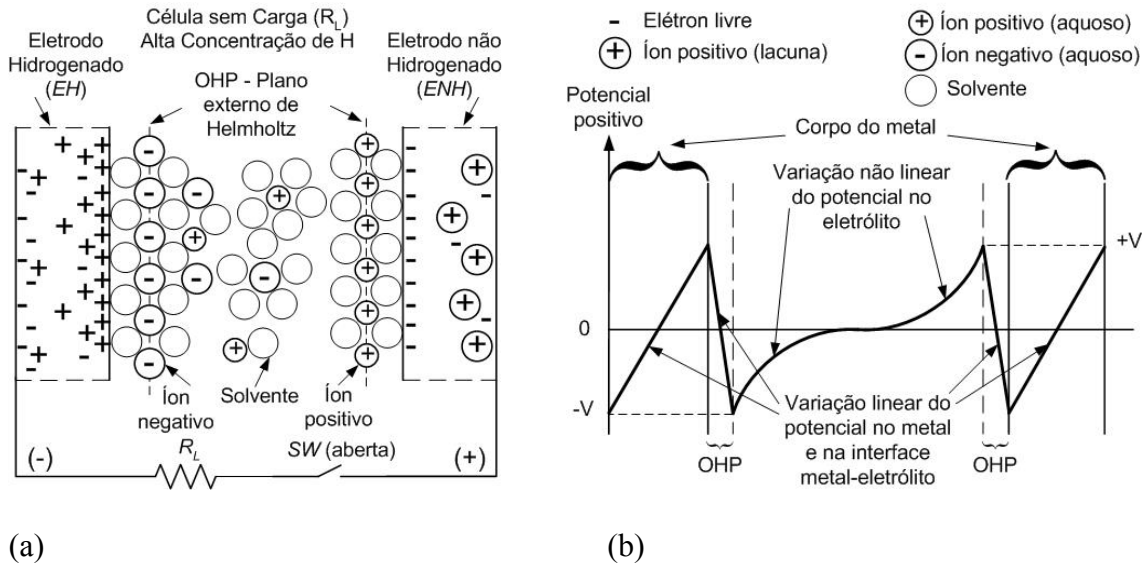 Célula sem Carga (R_L)
Alta Concentração de H
Eletrodo
Hidrogenado
(EH)
OHP - Plano
externo de
Helmholtz
Eletrodo não
Hidrogenado
(ENH)
Íon
negativo
Solvente
Íon
positivo
(-)
R_L
SW (aberta)
(+)
(a)
- Elétron livre
+ Íon positivo (lacuna)
+ Íon positivo (aquoso)
- Íon negativo (aquoso)
Solvente
Potencial
positivo
Corpo do metal
Variação não linear
do potencial no
eletrólito
+V
0
-V
Variação linear do
potencial no metal
e na interface
metal-eletrólito
OHP
OHP
(b)